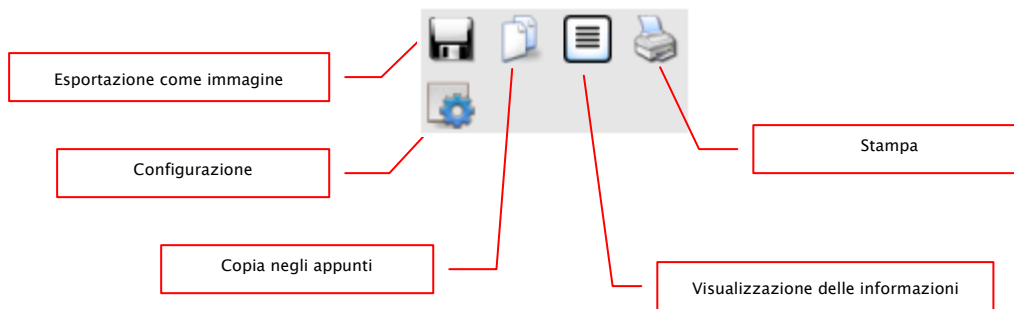 Esportazione come immagine
Stampa
Configurazione
Copia negli appunti
Visualizzazione delle informazioni